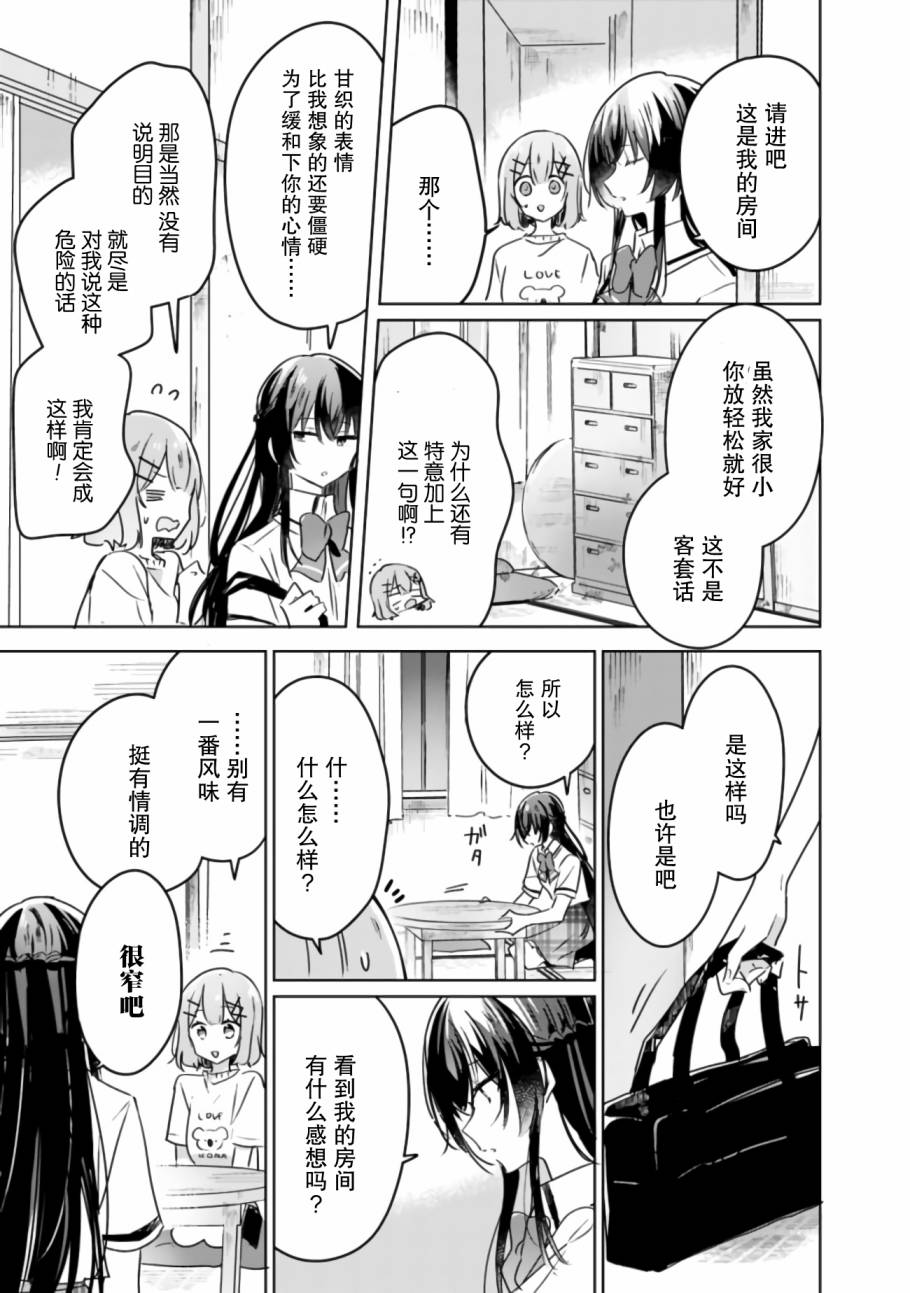 请进吧
这是我的房间
那个……
LOVE
甘织的表情
比我想象的还要僵硬
为了缓和下你的心情……
那是当然 没有
说明目的
就尽是
对我说这种
危险的话
我肯定会成
这样啊！
虽然我家很小
你放轻松就好
这不是
客套话
为什么还有
特意加上
这一句啊!?
是这样吗
也许是吧
トサ
所以
怎么样？
ガタ
什……
什么怎么样？
看到我的房间
有什么感想吗？
……别有
一番风味
挺有情调的
很窄吧
LOVE